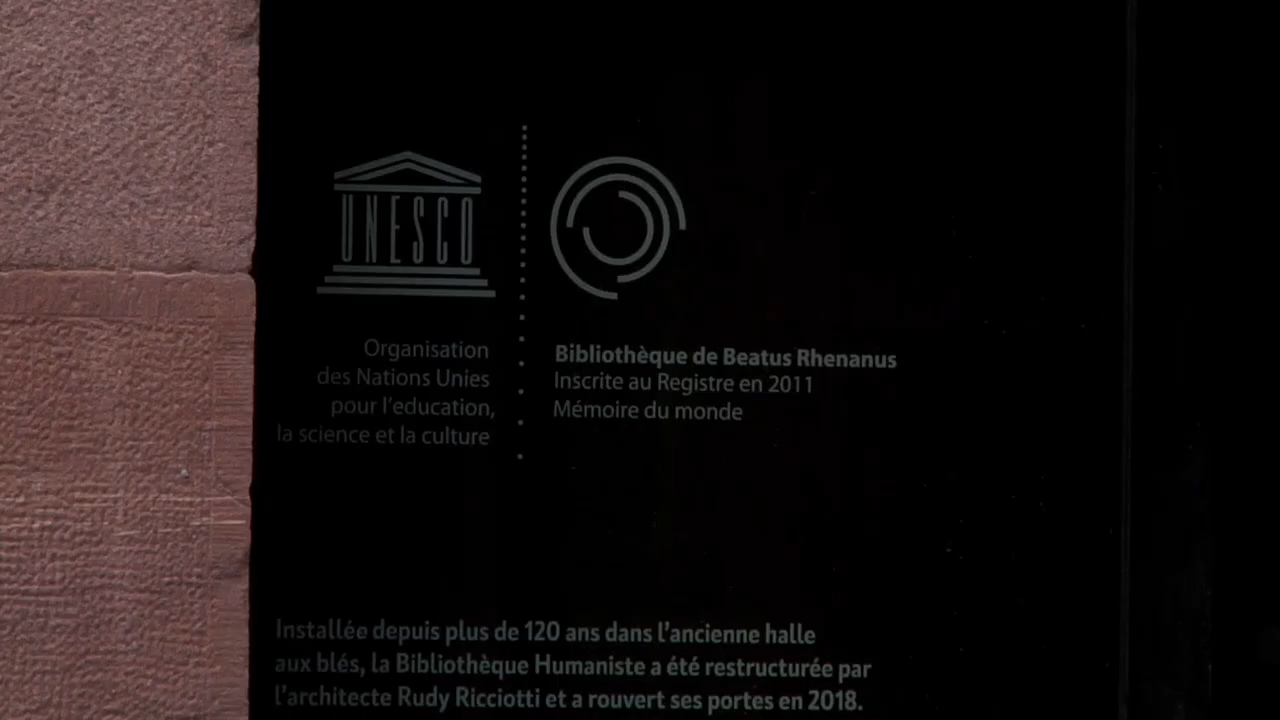 UNESCO
Organisation
des Nations Unies
pour l'education,
la science et la culture
Bibliothèque de Beatus Rhenanus
Inscrite au Registre en 2011
Mémoire du monde
Installée depuis plus de 120 ans dans l'ancienne halle
aux blés, la Bibliothèque Humaniste a été restructurée par
l'architecte Rudy Ricciotti et a rouvert ses portes en 2018.